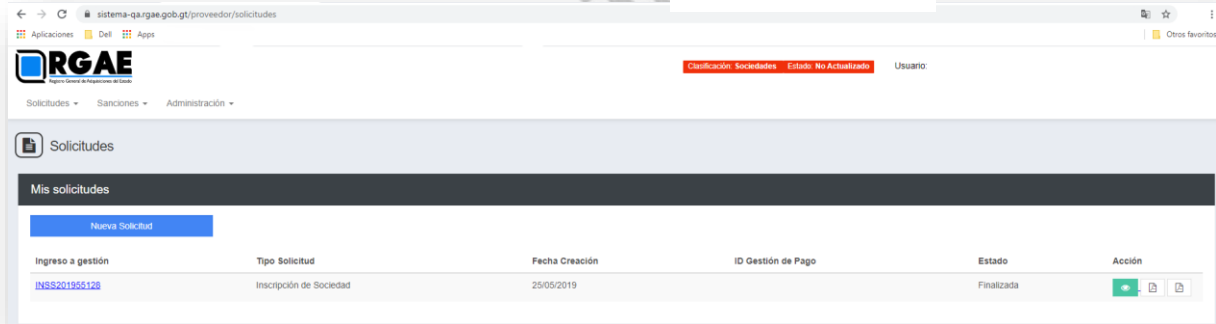 sistema-qa.rgae.gob.gt/proveedor/solicitudes
Aplicaciones Dell Apps Otros favoritos
RGAE
Registro General de Adquisiciones del Estado
Clasificación: Sociedades Estado: No Actualizado Usuario:
Solicitudes Sanciones Administración
Solicitudes
Mis solicitudes
Nueva Solicitud
Ingreso a gestión Tipo Solicitud Fecha Creación ID Gestión de Pago Estado Acción
INSS201955128 Inscripción de Sociedad 25/05/2019 Finalizada